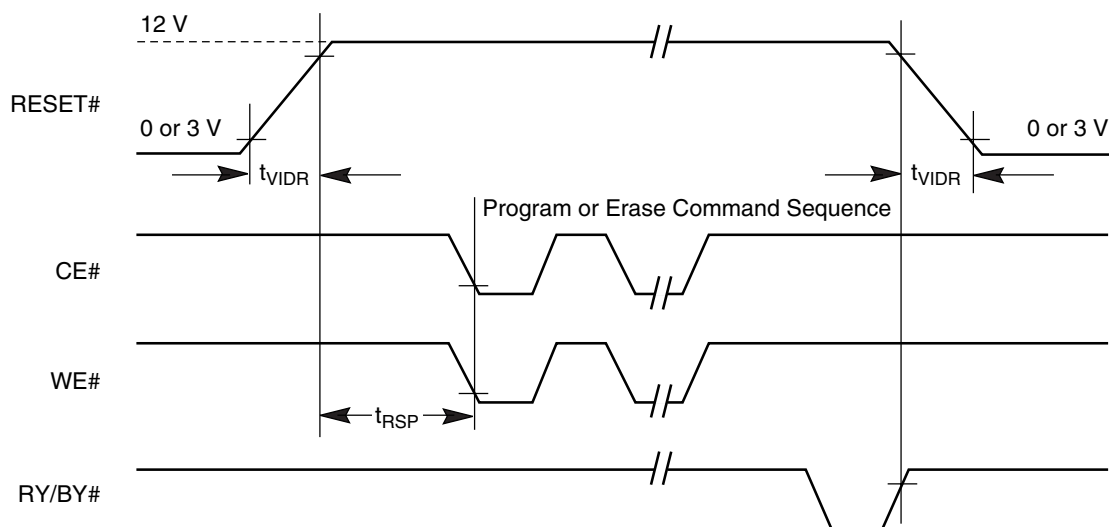 12 V
RESET#
0 or 3 V
0 or 3 V
tVIDR
tVIDR
Program or Erase Command Sequence
CE#
WE#
tRSP
RY/BY#